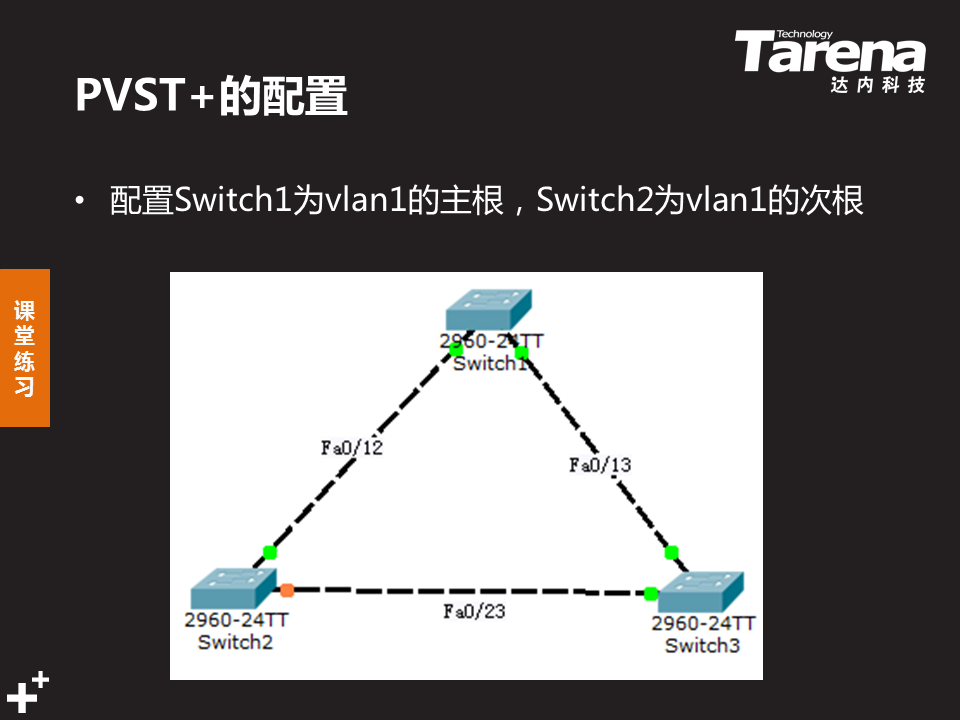 Technology
Tarena
达内科技
PVST+的配置
• 配置Switch1为vlan1的主根，Switch2为vlan1的次根
课
堂
练
习
2960-24TT
Switch1
Fa0/12
Fa0/13
2960-24TT
Switch2
Fa0/23
2960-24TT
Switch3